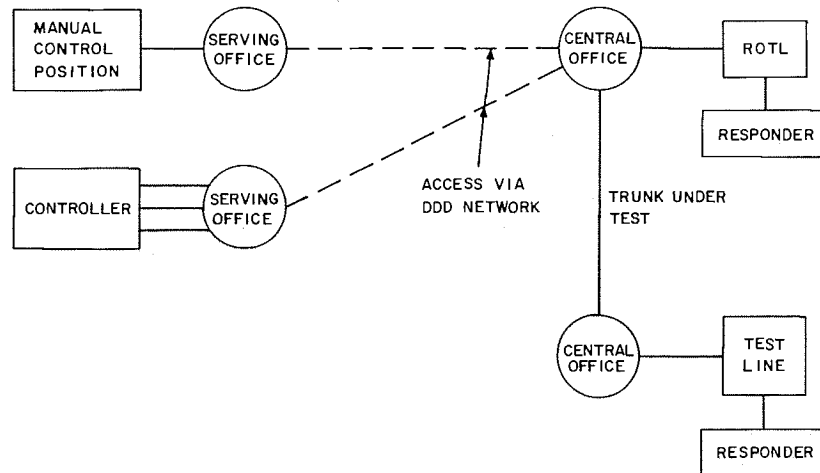 MANUAL
CONTROL
POSITION
SERVING
OFFICE
CENTRAL
OFFICE
ROTL
RESPONDER
CONTROLLER
SERVING
OFFICE
ACCESS VIA
DDD NETWORK
TRUNK UNDER
TEST
CENTRAL
OFFICE
TEST
LINE
RESPONDER